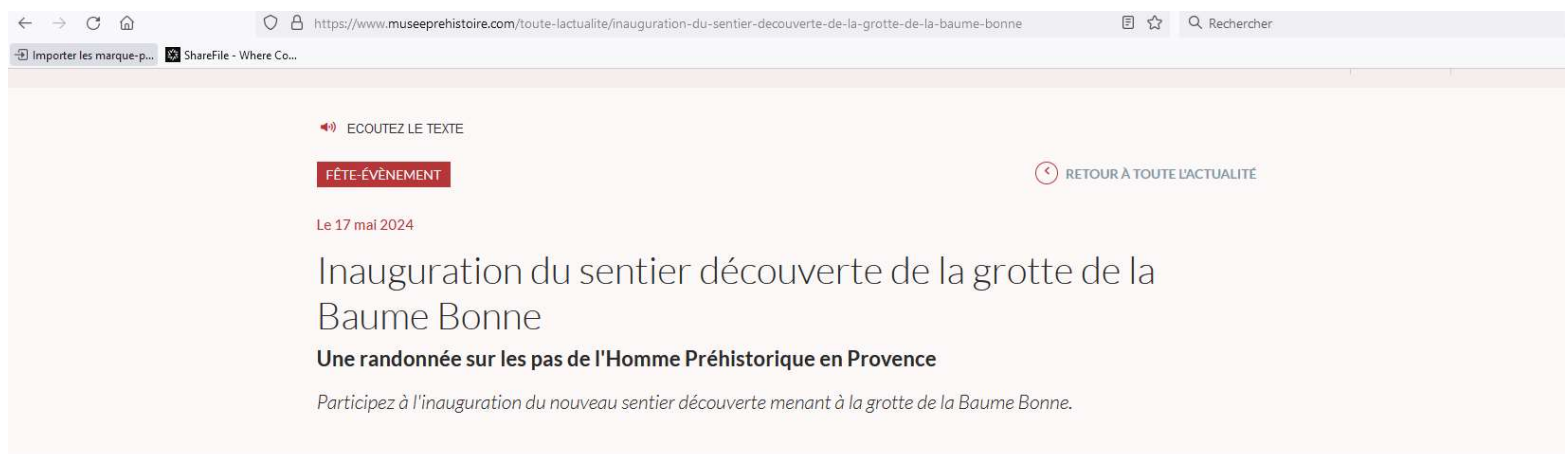 https://www.museeprehistoire.com/toute-lactualite/inauguration-du-sentier-decouverte-de-la-grotte-de-la-baume-bonne
Rechercher
Importer les marque-p... ShareFile - Where Co...
ECOUTEZ LE TEXTE
FÊTE-ÉVÈNEMENT
RETOUR À TOUTE L'ACTUALITÉ
Le 17 mai 2024
Inauguration du sentier découverte de la grotte de la
Baume Bonne
Une randonnée sur les pas de l'Homme Préhistorique en Provence
Participez à l'inauguration du nouveau sentier découverte menant à la grotte de la Baume Bonne.